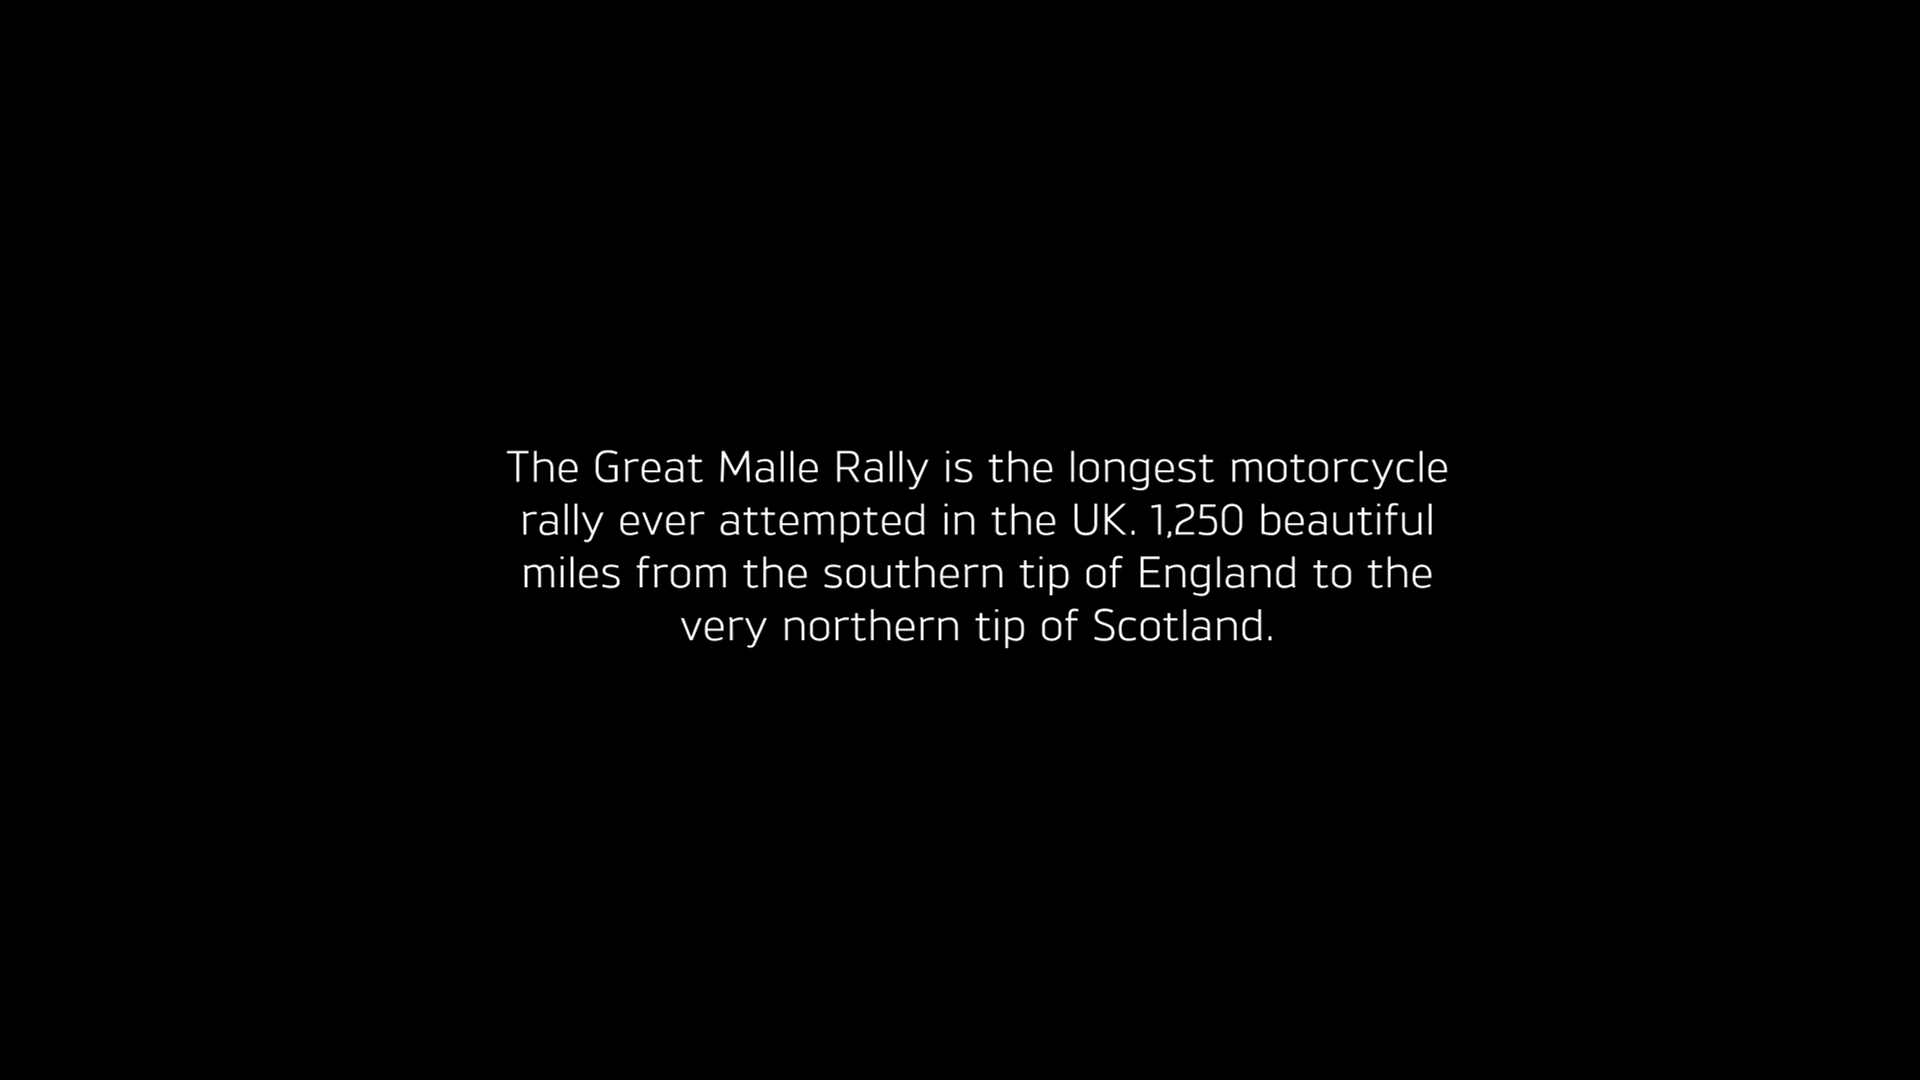 The Great Malle Rally is the longest motorcycle
rally ever attempted in the UK. 1,250 beautiful
miles from the southern tip of England to the
very northern tip of Scotland.